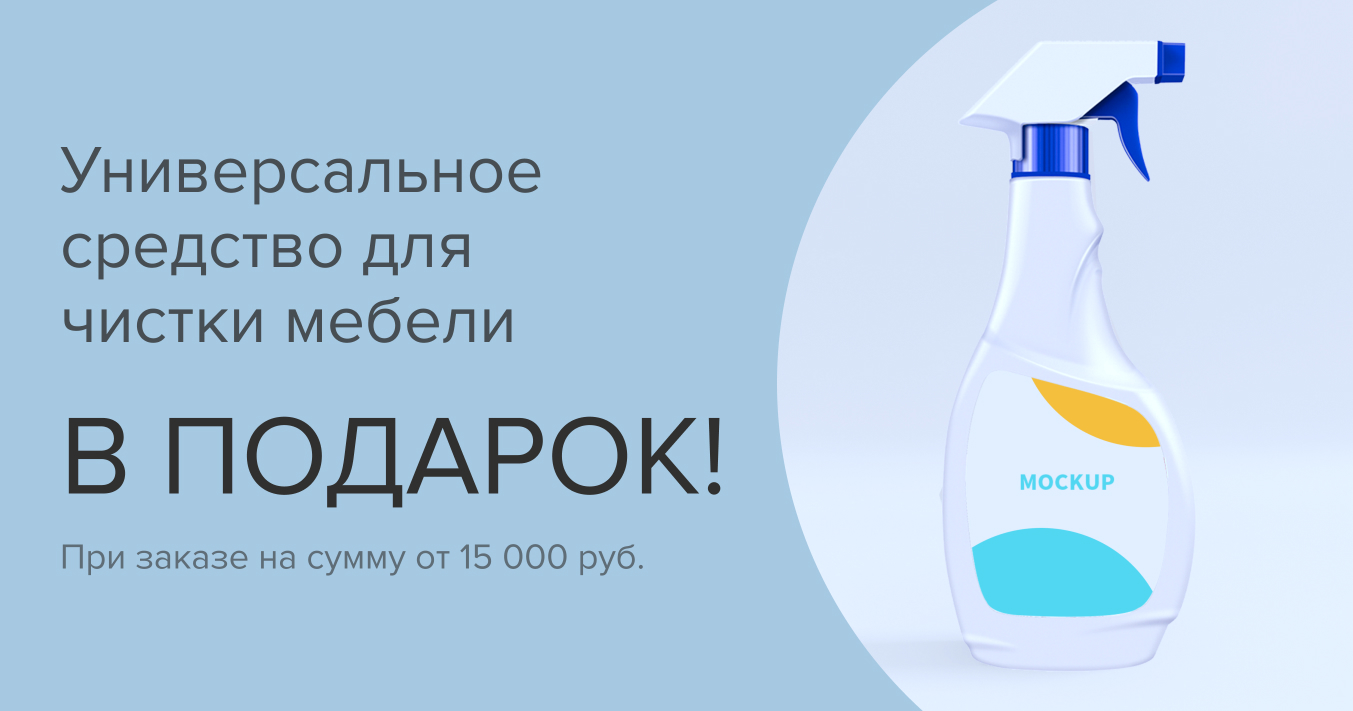 Универсальное
средство для
чистки мебели
В ПОДАРОК!
При заказе на сумму от 15 000 руб.
MOCKUP